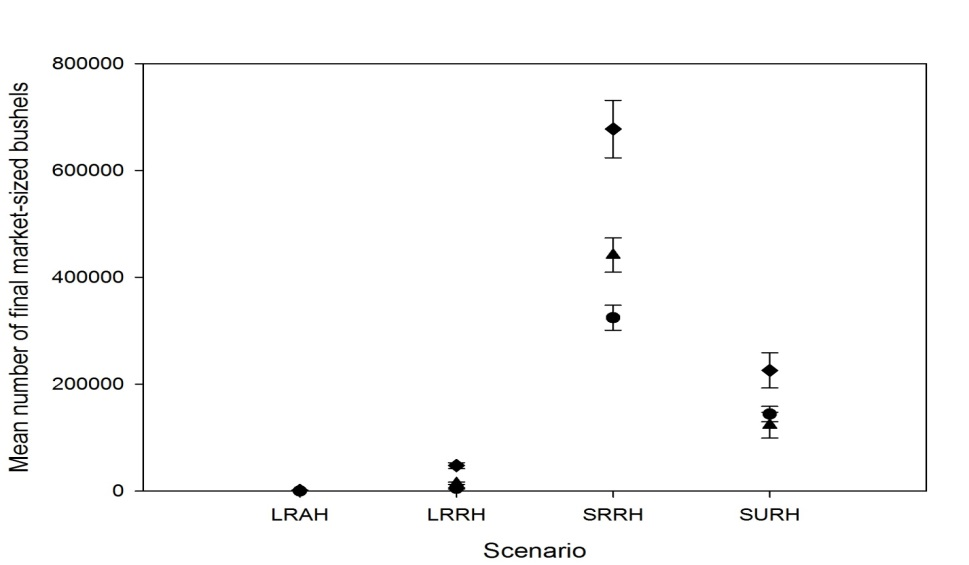 Mean number of final market-sized bushels
800000
600000
400000
200000
0
LRAH LRRH SRRH SURH
Scenario